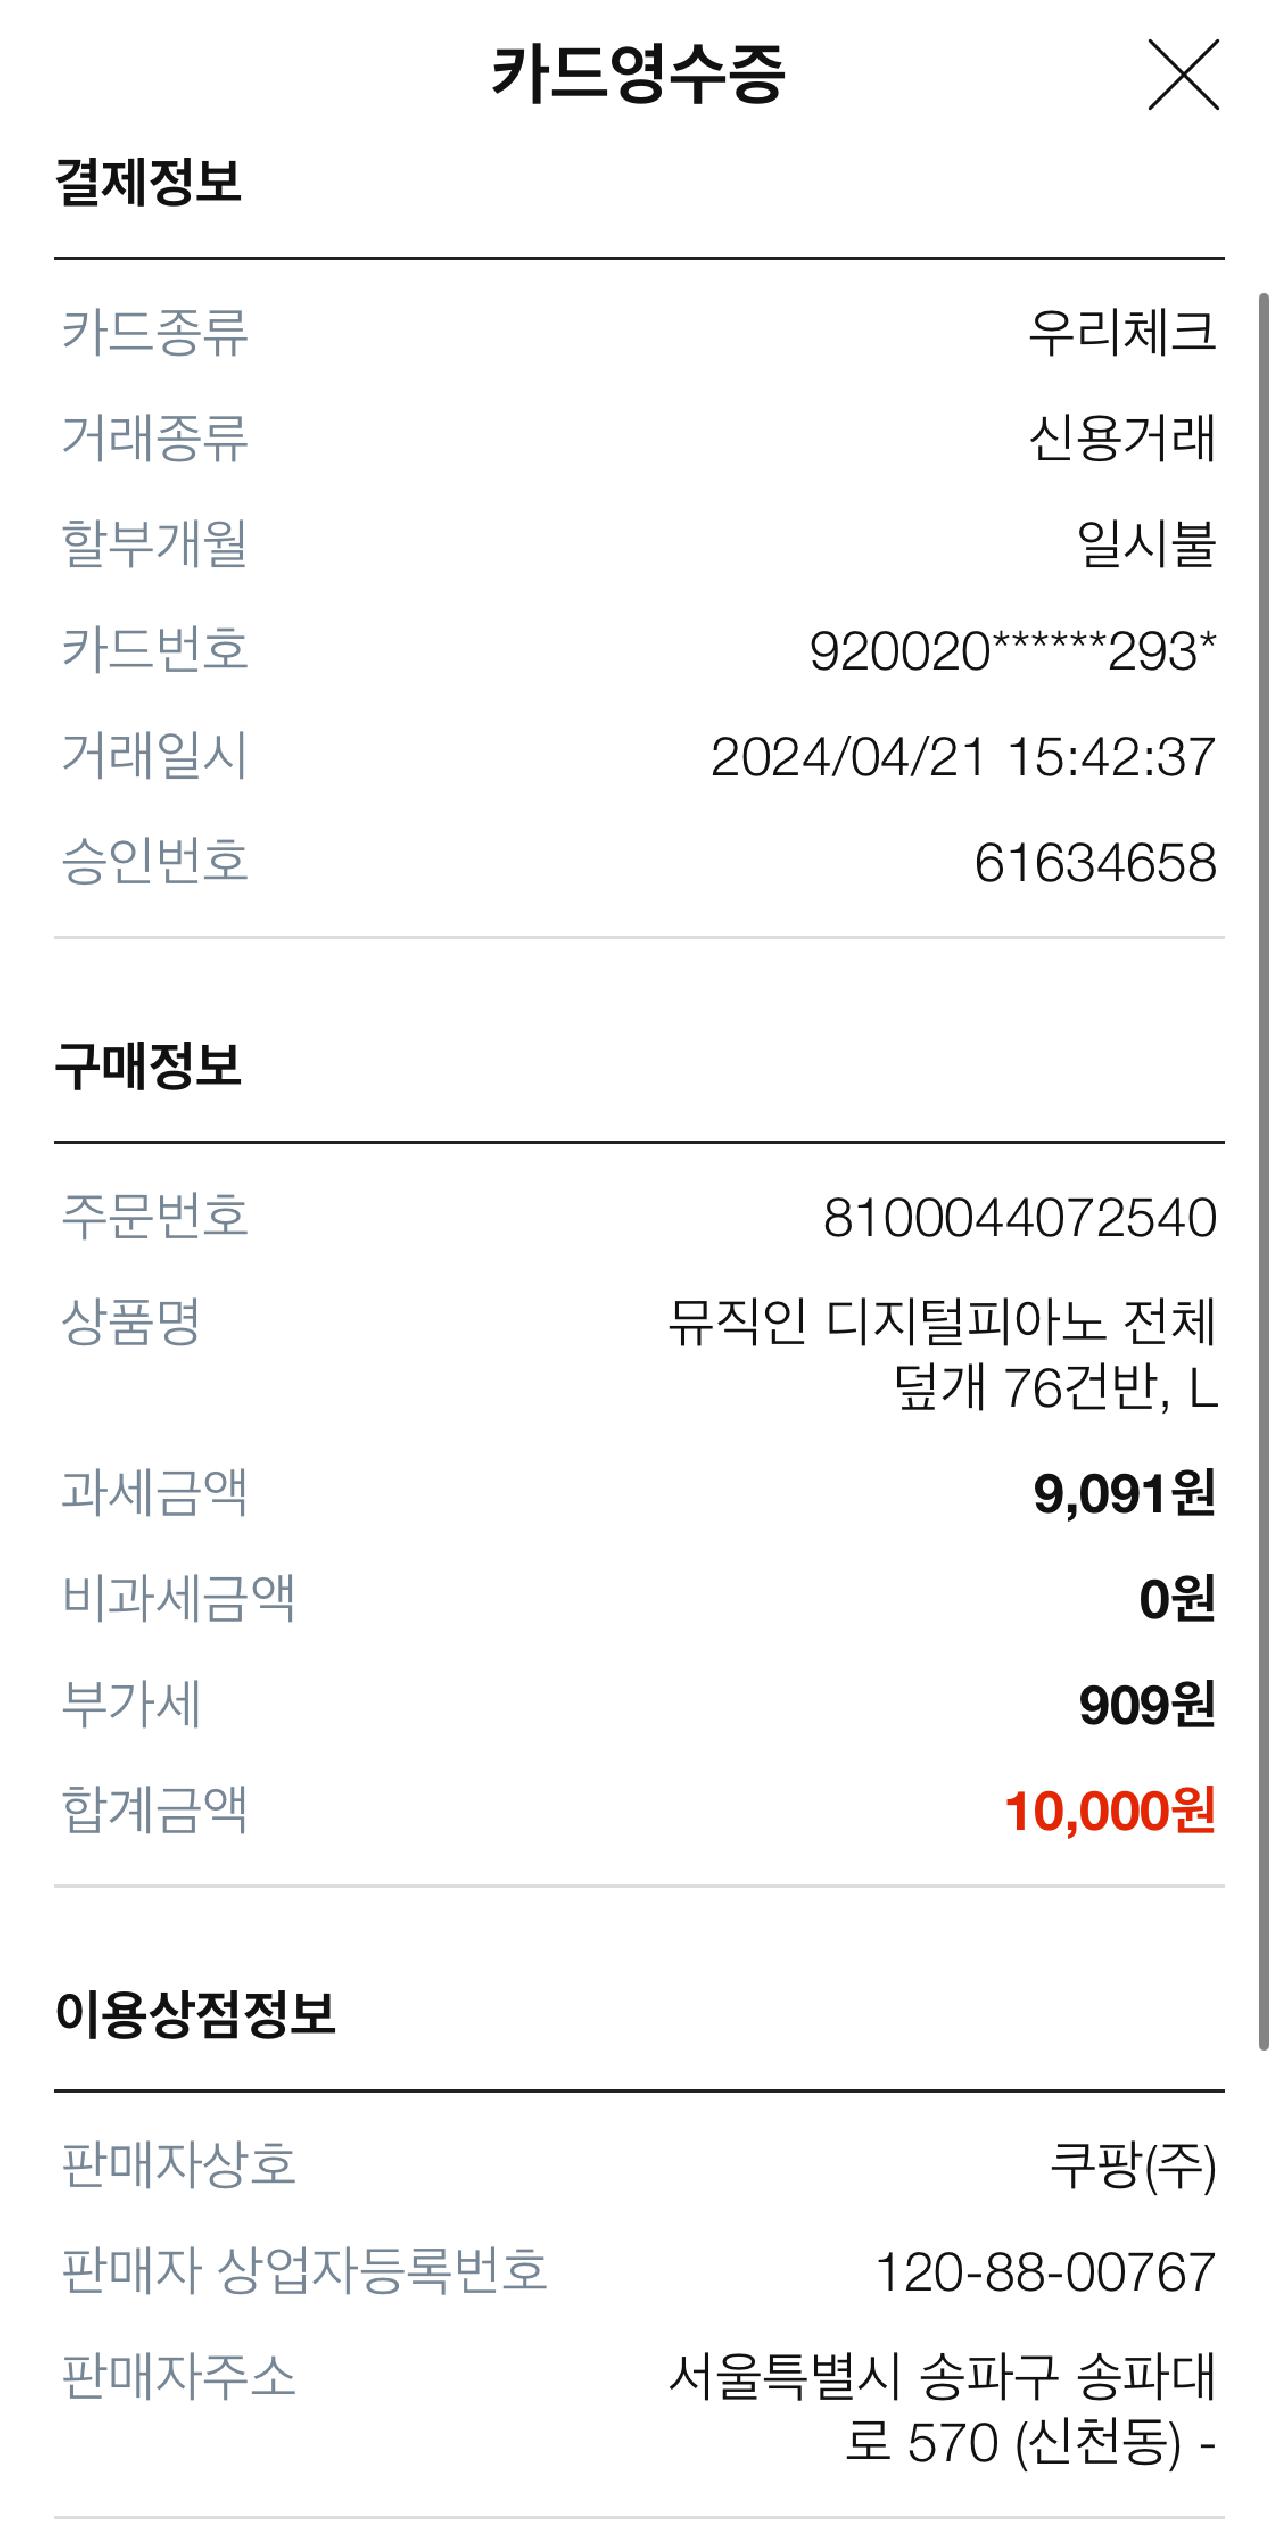 카드영수증
결제정보
카드종류 우리체크
거래종류 신용거래
할부개월 일시불
카드번호 920020******293*
거래일시 2024/04/21 15:42:37
승인번호 61634658
구매정보
주문번호 8100044072540
상품명 뮤직인 디지털피아노 전체
덮개 76건반, L
과세금액 9,091원
비과세금액 0원
부가세 909원
합계금액 10,000원
이용상점정보
판매자상호 쿠팡(주)
판매자 상업자등록번호 120-88-00767
판매자주소 서울특별시 송파구 송파대
로 570 (신천동) -